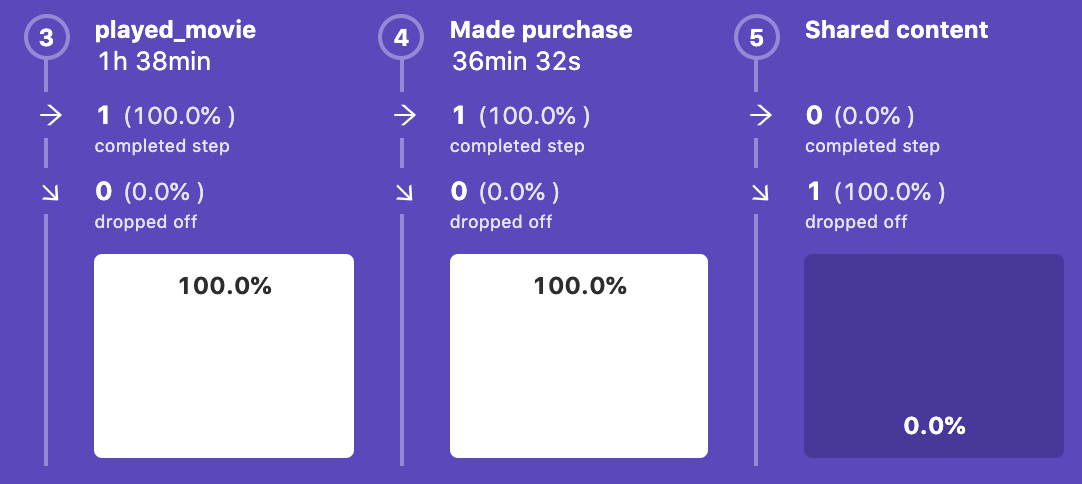 3 played_movie
1h 38min
1 (100.0% )
completed step
0 (0.0% )
dropped off
100.0%
4 Made purchase
36min 32s
1 (100.0% )
completed step
0 (0.0% )
dropped off
100.0%
5 Shared content
0 (0.0% )
completed step
1 (100.0% )
dropped off
0.0%